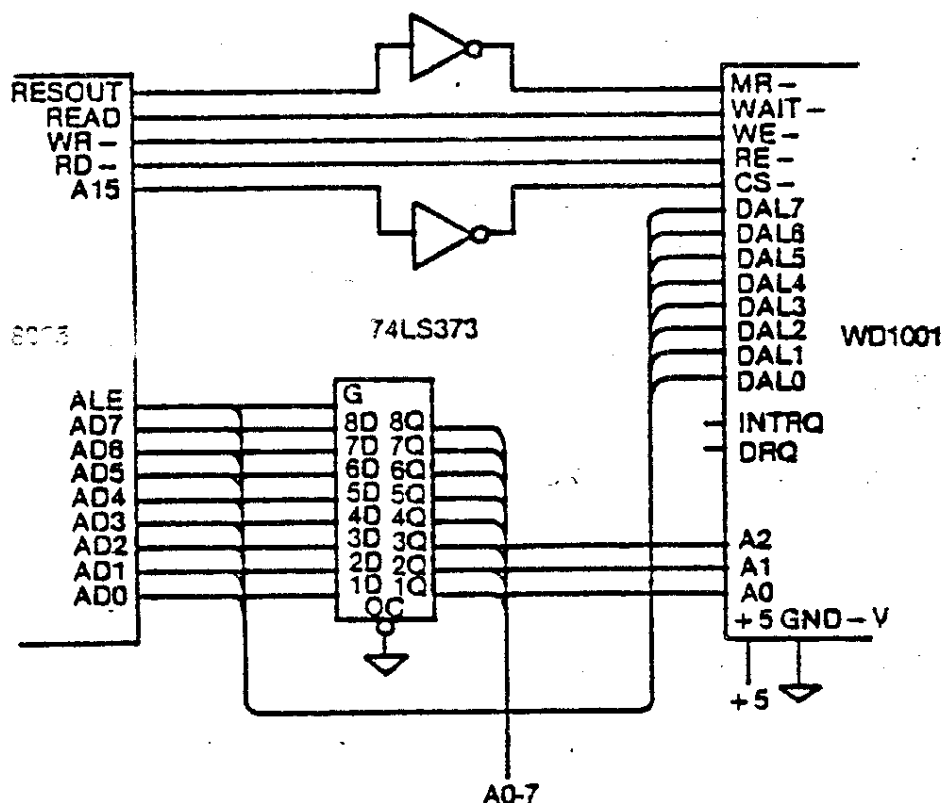 RESOUT
READ
WR-
RD-
A15
MR-
WAIT-
WE-
RE-
CS-
DAL7
DAL6
DAL5
DAL4
DAL3
DAL2
DAL1
DAL0
74LS373
WD1001
INTRQ
DRQ
ALE
AD7
AD6
AD5
AD4
AD3
AD2
AD1
AD0
G
8D 8Q
7D 7Q
6D 6Q
5D 5Q
4D 4Q
3D 3Q
2D 2Q
1D 1Q
OC
A2
A1
A0
+5 GND-V
+5
A0-7